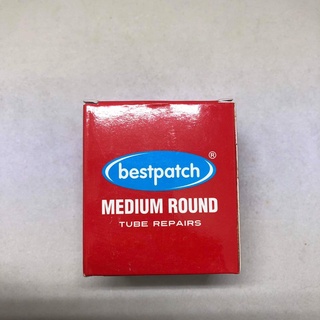 bestpatch®
MEDIUM ROUND
TUBE REPAIRS